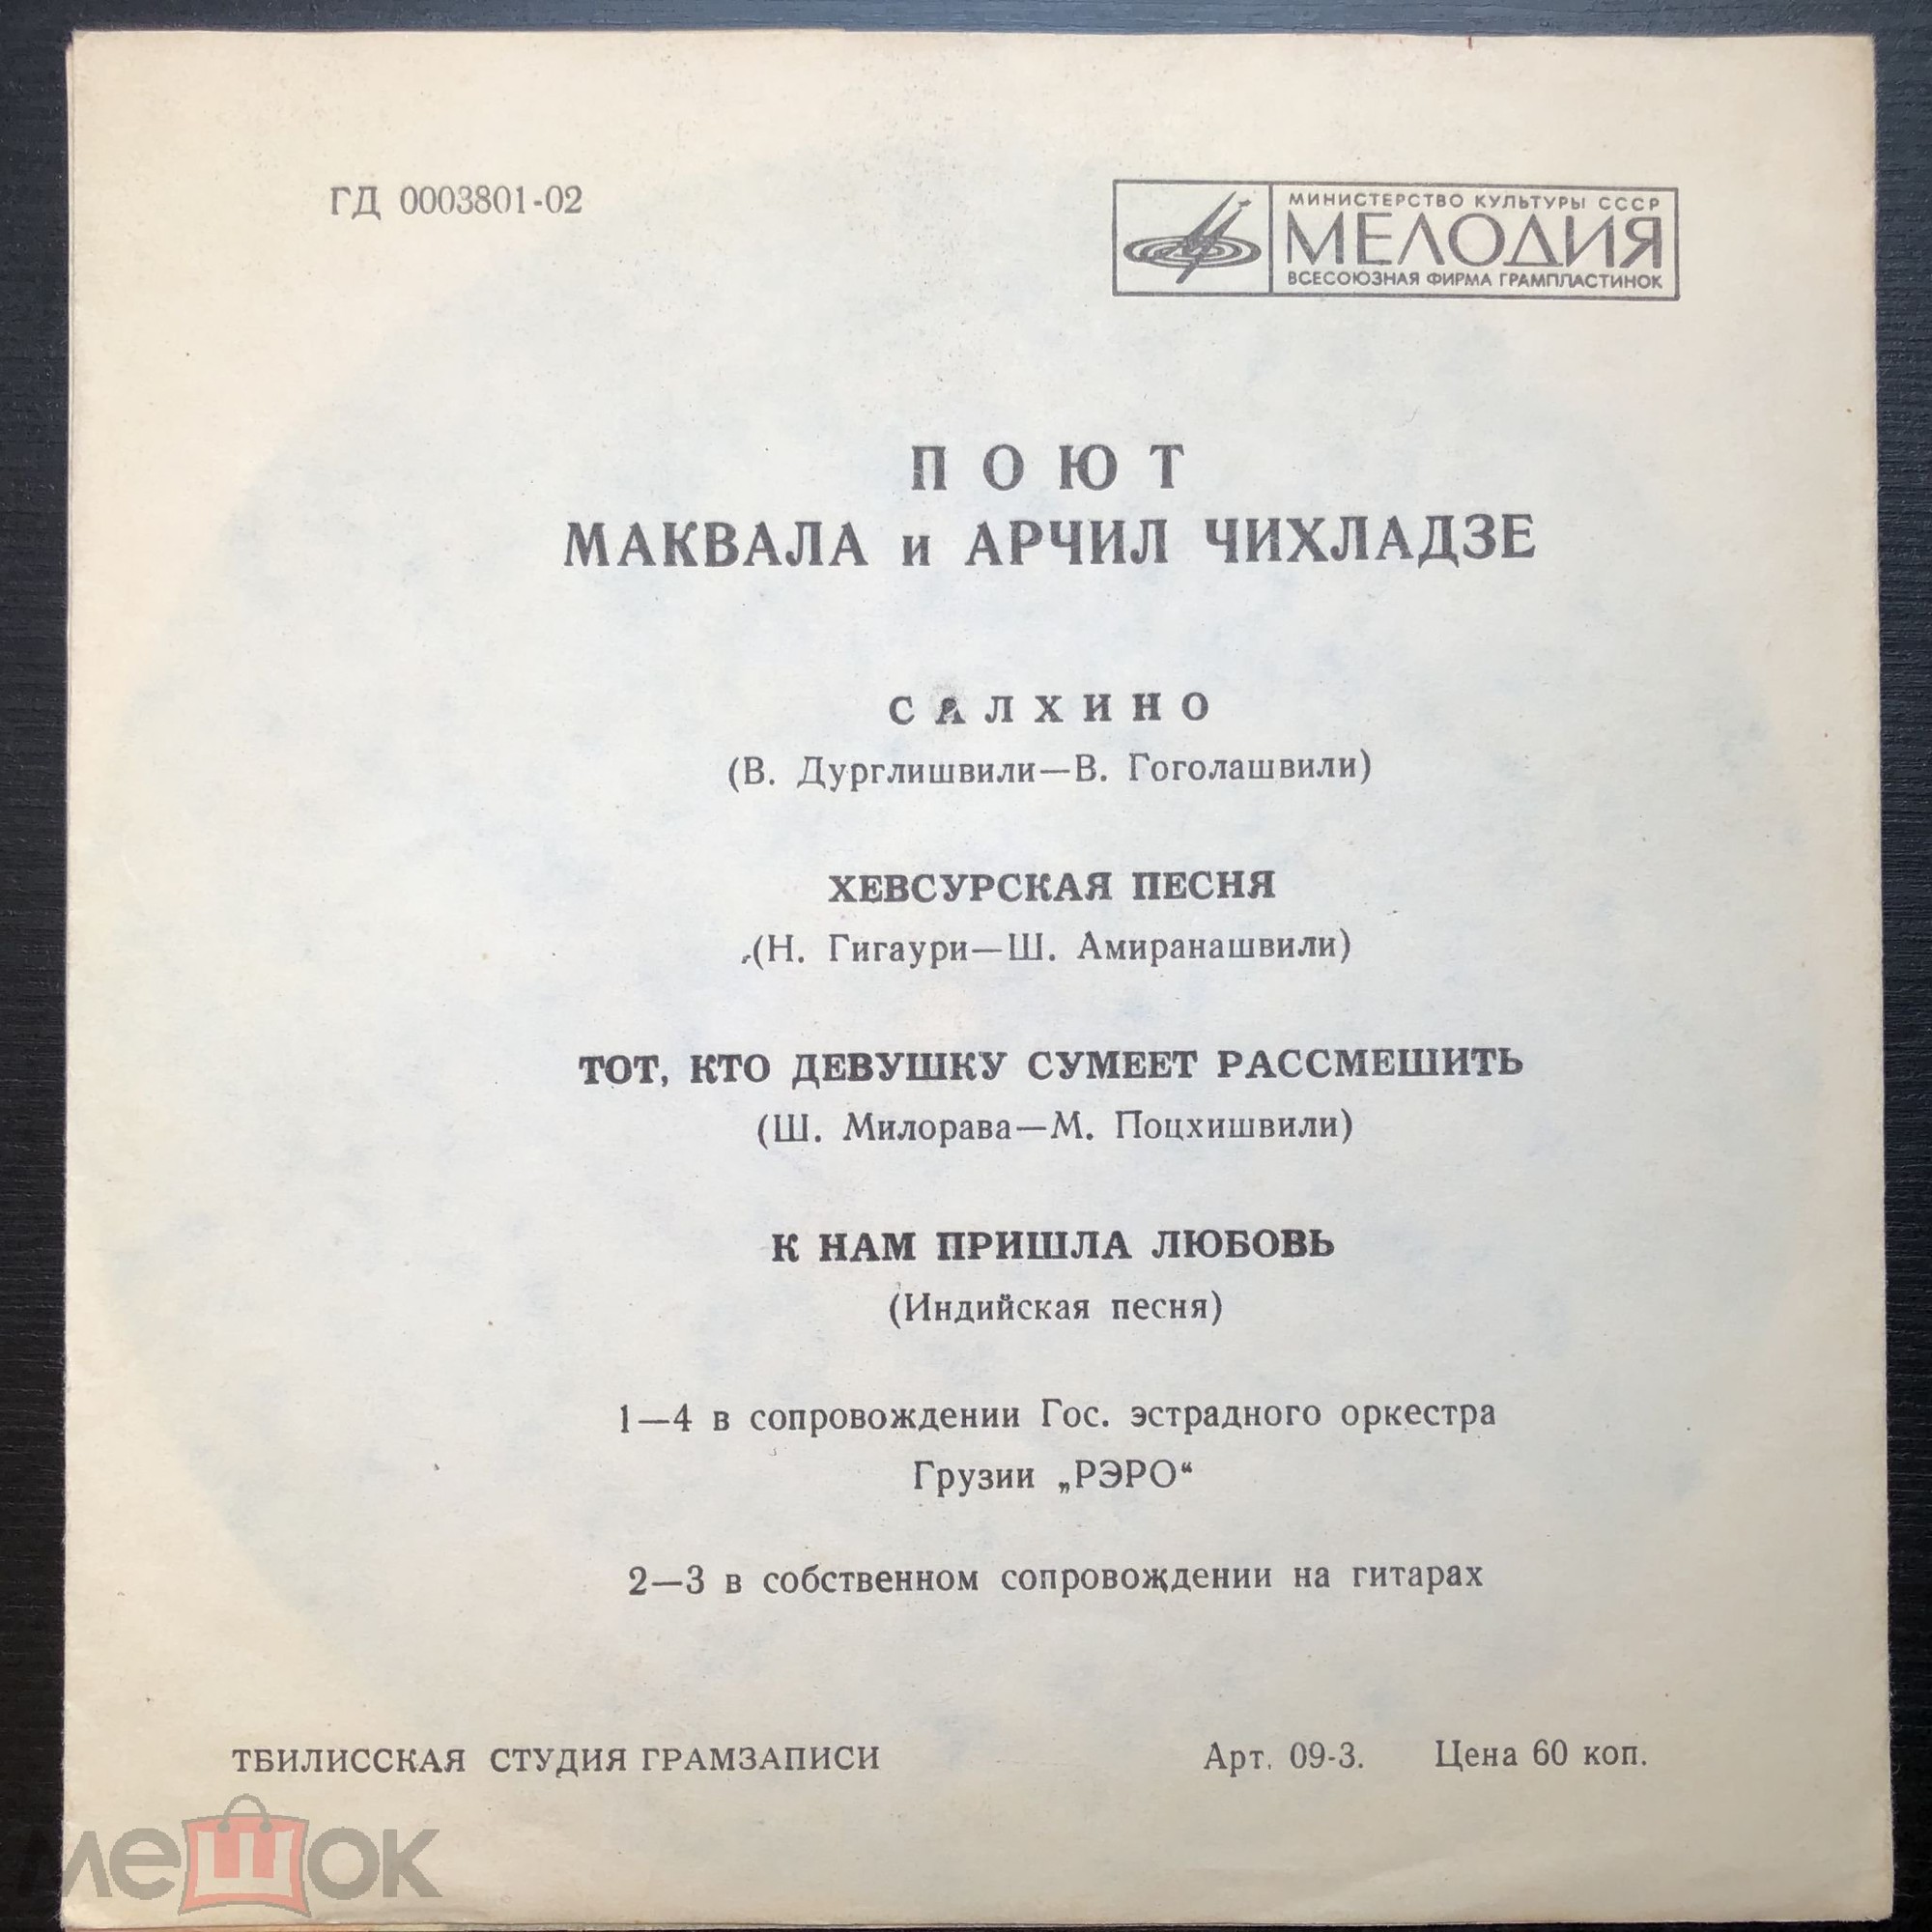 ГД 0003801-02
МИНИСТЕРСТВО КУЛЬТУРЫ СССР
МЕЛОДИЯ
ВСЕСОЮЗНАЯ ФИРМА ГРАМПЛАСТИНОК
ПОЮТ
МАКВАЛА и АРЧИЛ ЧИХЛАДЗЕ
САЛХИНО
(В. Дурглишвили—В. Гоголашвили)
ХЕВСУРСКАЯ ПЕСНЯ
(Н. Гигаури—Ш. Амиранашвили)
ТОТ, КТО ДЕВУШКУ СУМЕЕТ РАССМЕШИТЬ
(Ш. Милорава—М. Поцхишвили)
К НАМ ПРИШЛА ЛЮБОВЬ
(Индийская песня)
1—4 в сопровождении Гос. эстрадного оркестра
Грузии „РЭРО“
2—3 в собственном сопровождении на гитарах
ТБИЛИССКАЯ СТУДИЯ ГРАМЗАПИСИ
Арт. 09-3. Цена 60 коп.
мешок